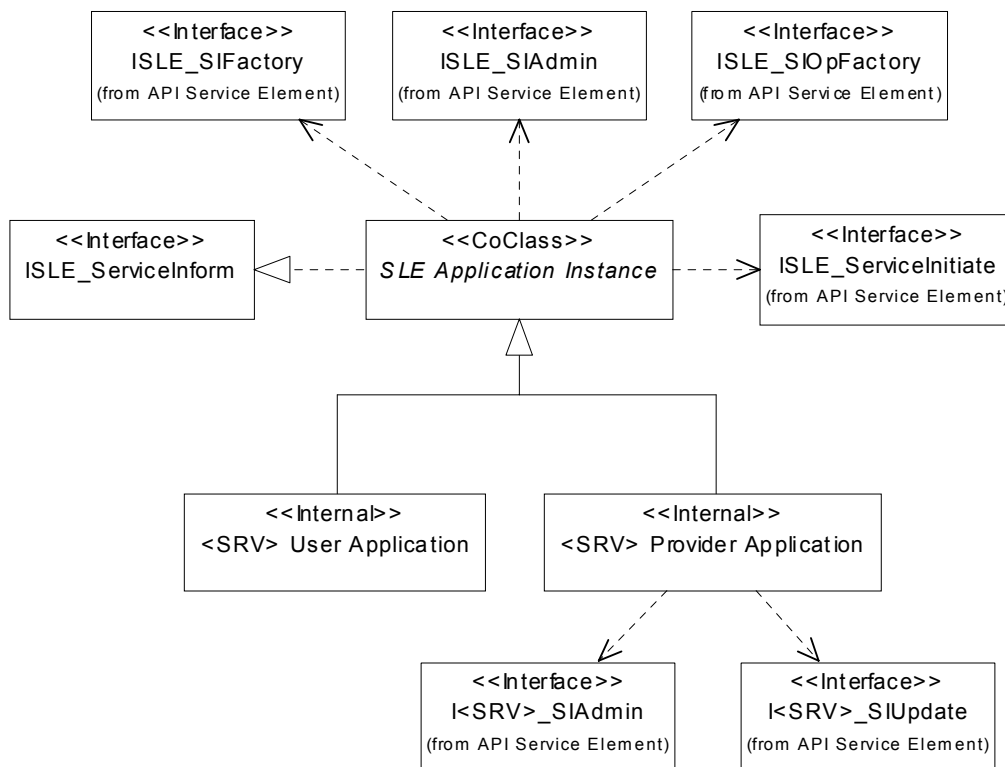 <<Interface>>
ISLE_SIFactory
(from API Service Element)
<<Interface>>
ISLE_SIAdmin
(from API Service Element)
<<Interface>>
ISLE_SIOpFactory
(from API Service Element)
<<Interface>>
ISLE_ServiceInform
<<CoClass>>
SLE Application Instance
<<Interface>>
ISLE_ServiceInitiate
(from API Service Element)
<<Internal>>
<SRV> User Application
<<Internal>>
<SRV> Provider Application
<<Interface>>
I<SRV>_SIAdmin
(from API Service Element)
<<Interface>>
I<SRV>_SIUpdate
(from API Service Element)